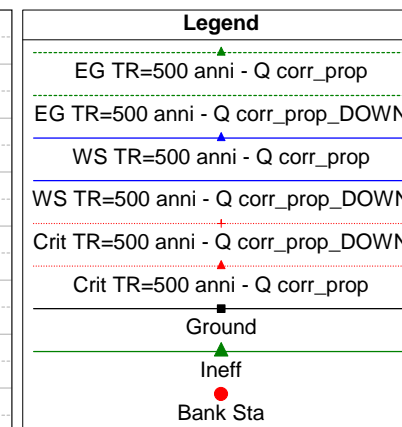 Legend
EG TR=500 anni - Q corr_prop
EG TR=500 anni - Q corr_prop_DOWN
WS TR=500 anni - Q corr_prop
WS TR=500 anni - Q corr_prop_DOWN
Crit TR=500 anni - Q corr_prop_DOWN
Crit TR=500 anni - Q corr_prop
Ground
Ineff
Bank Sta